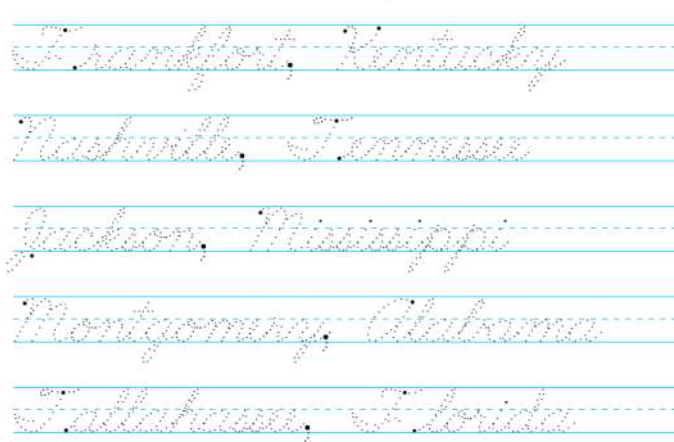 Frankfort, Kentucky
Nashville, Tennessee
Jackson, Mississippi
Montgomery, Alabama
Tallahassee, Florida